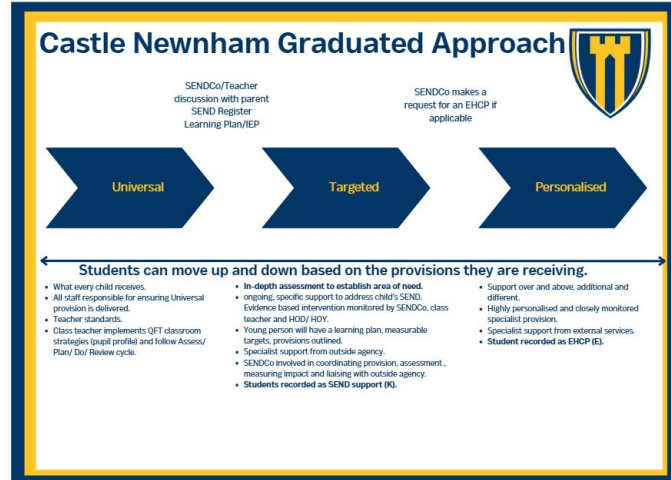 Castle Newnham Graduated Approach
SENDCo/Teacher
discussion with parent
SEND Register
Learning Plan/IEP
SENDCo makes a
request for an EHCP if
applicable
Universal
Targeted
Personalised
Students can move up and down based on the provisions they are receiving.
• What every child receives.
• All staff responsible for ensuring Universal
provision is delivered.
• Teacher standards.
• Class teacher implements QFT classroom
strategies (pupil profile) and follow Assess/
Plan/ Do/ Review cycle.
• In-depth assessment to establish area of need.
• ongoing, specific support to address child's SEND.
Evidence based intervention monitored by SENDCo, class
teacher and HOD/ HOY.
• Young person will have a learning plan, measurable
targets, provisions outlined.
• Specialist support from outside agency.
• SENDCo involved in coordinating provision, assessment ,
measuring impact and liaising with outside agency.
• Students recorded as SEND support (K).
• Support over and above, additional and
different.
• Highly personalised and closely monitored
specialist provision.
• Specialist support from external services.
• Student recorded as EHCP (E).